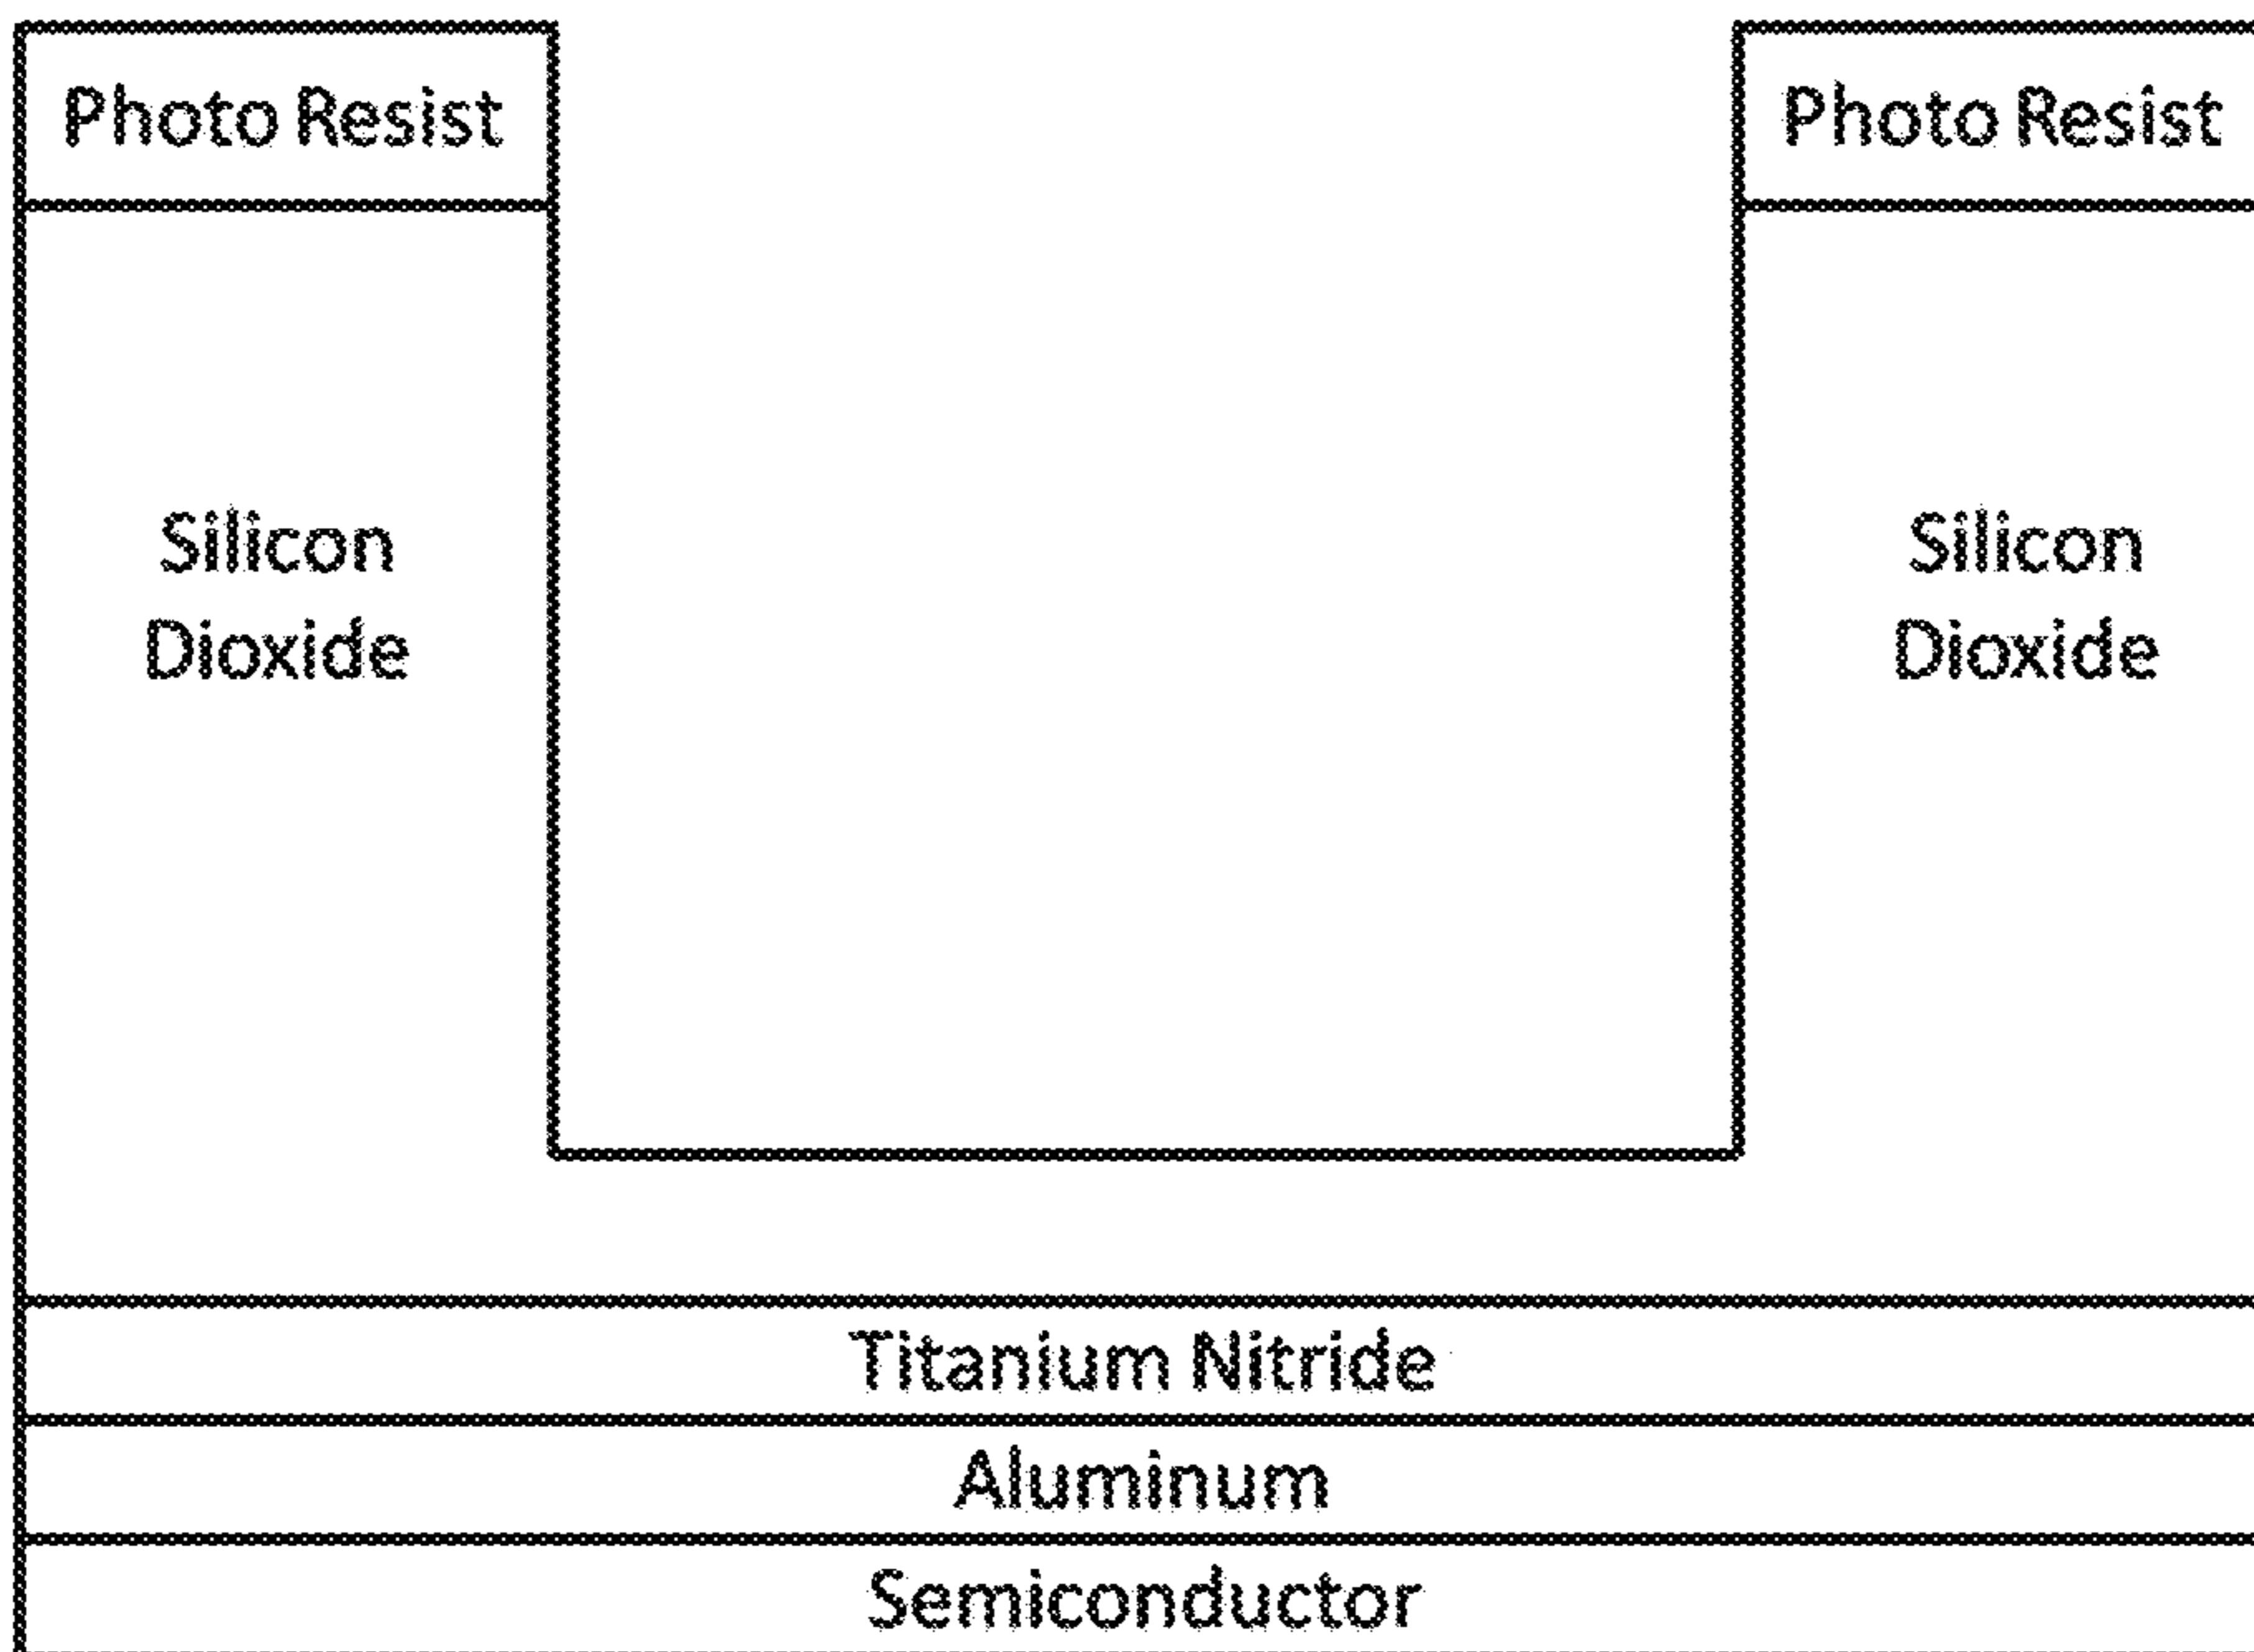 Photo Resist
Photo Resist
Silicon
Dioxide
Silicon
Dioxide
Titanium Nitride
Aluminum
Semiconductor